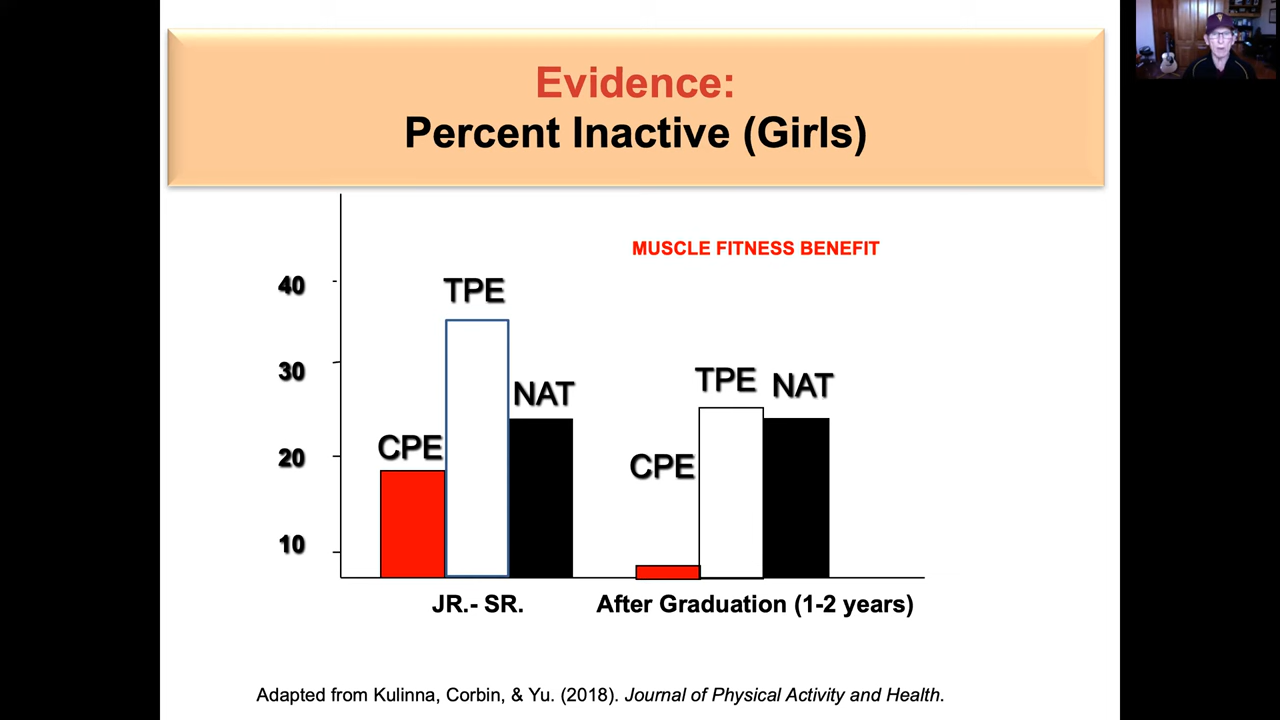 Evidence:
Percent Inactive (Girls)
MUSCLE FITNESS BENEFIT
40
30
20
10
CPE
TPE
NAT
CPE
TPE
NAT
JR.- SR.
After Graduation (1-2 years)
Adapted from Kulinna, Corbin, & Yu. (2018). Journal of Physical Activity and Health.